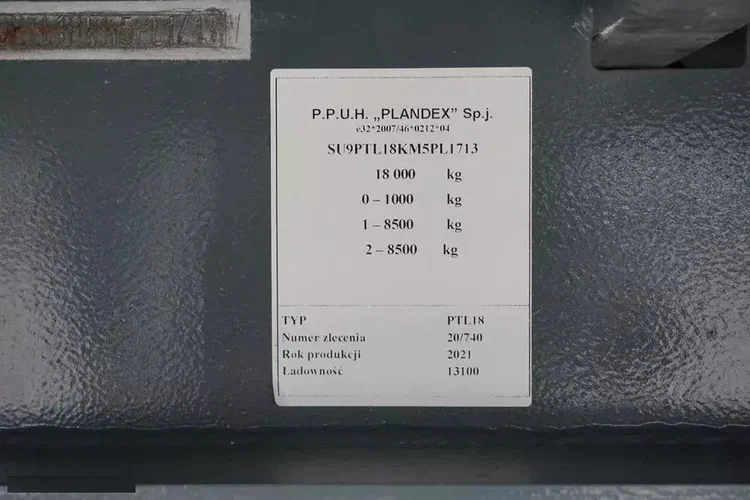 P.P.U.H. „PLANDEX” Sp.j.
e32*2007/46*0212*04
SU9PTL18KM5PL1713
18 000 kg
0 – 1000 kg
1 – 8500 kg
2 – 8500 kg
TYP PTL18
Numer zlecenia 20/740
Rok produkcji 2021
Ładowność 13100